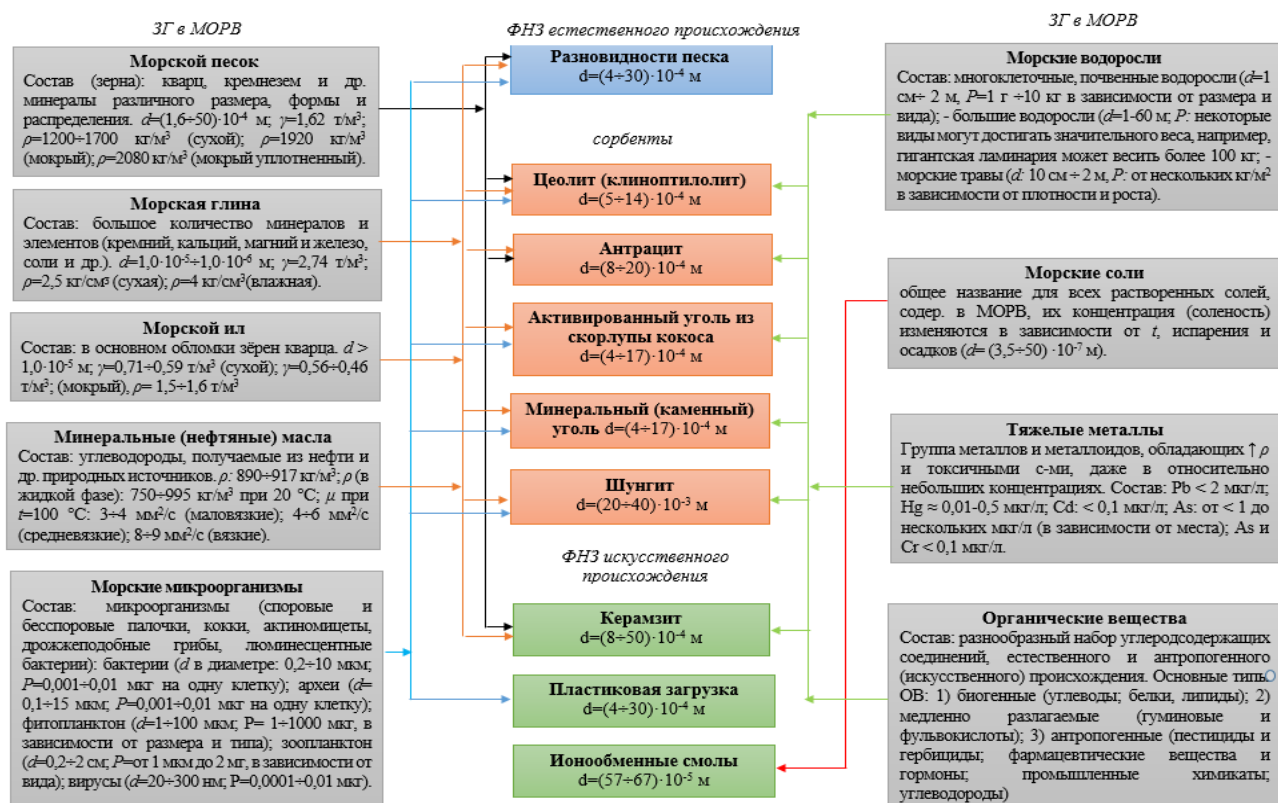 ЗГ в МОРВ
Морской песок
Состав (зерна): кварц, кремнезем и др.
минералы различного размера, формы и
распределения. d=(1,6÷50)·10⁻⁴ м; γ=1,62 т/м³;
ρ=1200÷1700 кг/м³ (сухой); ρ=1920 кг/м³
(мокрый); ρ=2080 кг/м³ (мокрый уплотненный).
Морская глина
Состав: большое количество минералов и
элементов (кремний, кальций, магний и железо,
соли и др.). d=1,0·10⁻⁵÷1,0·10⁻⁶ м; γ=2,74 т/м³;
ρ=2,5 кг/см³ (сухая); ρ=4 кг/см³(влажная).
Морской ил
Состав: в основном обломки зёрен кварца. d >
1,0·10⁻⁵ м; γ=0,71÷0,59 т/м³ (сухой); γ=0,56÷0,46
т/м³; (мокрый), ρ= 1,5÷1,6 т/м³
Минеральные (нефтяные) масла
Состав: углеводороды, получаемые из нефти и
др. природных источников. ρ: 890÷917 кг/м³; ρ (в
жидкой фазе): 750÷995 кг/м³ при 20 °С; μ при
t=100 °С: 3÷4 мм²/с (маловязкие); 4÷6 мм²/с
(средневязкие); 8÷9 мм²/с (вязкие).
Морские микроорганизмы
Состав: микроорганизмы (споровые и
бесспоровые палочки, кокки, актиномицеты,
дрожжеподобные грибы, люминесцентные
бактерии): бактерии (d в диаметре: 0,2÷10 мкм;
P=0,001÷0,01 мкг на одну клетку); археи (d=
0,1÷15 мкм; P=0,001÷0,01 мкг на одну клетку);
фитопланктон (d=1÷100 мкм; P= 1÷1000 мкг, в
зависимости от размера и типа); зоопланктон
(d=0,2÷2 см; P=от 1 мкм до 2 мг, в зависимости от
вида); вирусы (d=20÷300 нм; P=0,0001÷0,01 мкг).
ФНЗ естественного происхождения
Разновидности песка
d=(4÷30)·10⁻⁴ м
сорбенты
Цеолит (клиноптилолит)
d=(5÷14)·10⁻⁴ м
Антрацит
d=(8÷20)·10⁻⁴ м
Активированный уголь из
скорлупы кокоса
d=(4÷17)·10⁻⁴ м
Минеральный (каменный)
уголь d=(4÷17)·10⁻⁴ м
Шунгит
d=(20÷40)·10⁻³ м
ФНЗ искусственного
происхождения
Керамзит
d=(8÷50)·10⁻⁴ м
Пластиковая загрузка
d=(4÷30)·10⁻⁴ м
Ионообменные смолы
d=(57÷67)·10⁻⁵ м
ЗГ в МОРВ
Морские водоросли
Состав: многоклеточные, почвенные водоросли (d=1
см÷ 2 м, P=1 г ÷10 кг в зависимости от размера и
вида); - большие водоросли (d=1-60 м; P: некоторые
виды могут достигать значительного веса, например,
гигантская ламинария может весить более 100 кг; -
морские травы (d: 10 см ÷ 2 м, P: от нескольких кг/м²
в зависимости от плотности и роста).
Морские соли
общее название для всех растворенных солей,
содер. в МОРВ, их концентрация (соленость)
изменяются в зависимости от t, испарения и
осадков (d= (3,5÷50) ·10⁻⁷ м).
Тяжелые металлы
Группа металлов и металлоидов, обладающих ↑ ρ
и токсичными с-ми, даже в относительно
небольших концентрациях. Состав: Pb < 2 мкг/л;
Hg ≈ 0,01-0,5 мкг/л; Cd: < 0,1 мкг/л; As: от < 1 до
нескольких мкг/л (в зависимости от места); As и
Cr < 0,1 мкг/л.
Органические вещества
Состав: разнообразный набор углеродсодержащих
соединений, естественного и антропогенного
(искусственного) происхождения. Основные типы
ОВ: 1) биогенные (углеводы; белки, липиды); 2)
медленно разлагаемые (гуминовые и
фульвокислоты); 3) антропогенные (пестициды и
гербициды; фармацевтические вещества и
гормоны; промышленные химикаты;
углеводороды)